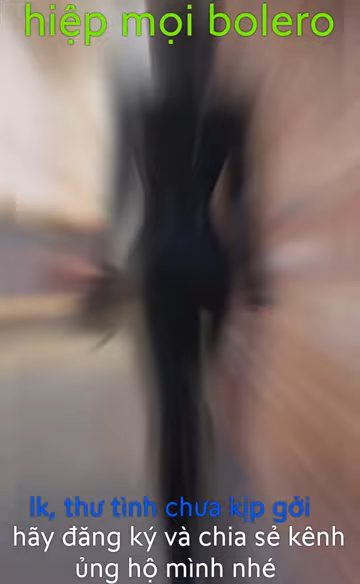 hiệp mọi bolero
lk, thư tình chưa kịp gởi
hãy đăng ký và chia sẻ kênh
ủng hộ mình nhé